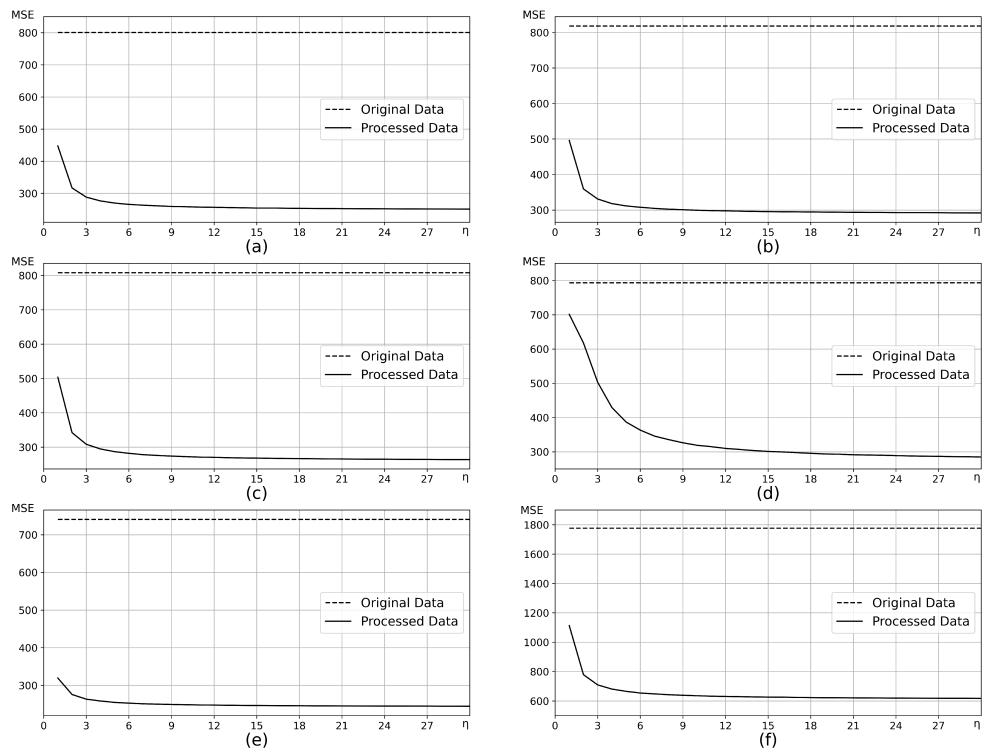 MSE
800
700
600
500
400
300
Original Data
Processed Data
0 3 6 9 12 15 18 21 24 27 η
(a)
MSE
800
700
600
500
400
300
Original Data
Processed Data
0 3 6 9 12 15 18 21 24 27 η
(b)
MSE
800
700
600
500
400
300
Original Data
Processed Data
0 3 6 9 12 15 18 21 24 27 η
(c)
MSE
800
700
600
500
400
300
Original Data
Processed Data
0 3 6 9 12 15 18 21 24 27 η
(d)
MSE
700
600
500
400
300
Original Data
Processed Data
0 3 6 9 12 15 18 21 24 27 η
(e)
MSE
1800
1600
1400
1200
1000
800
600
Original Data
Processed Data
0 3 6 9 12 15 18 21 24 27 η
(f)